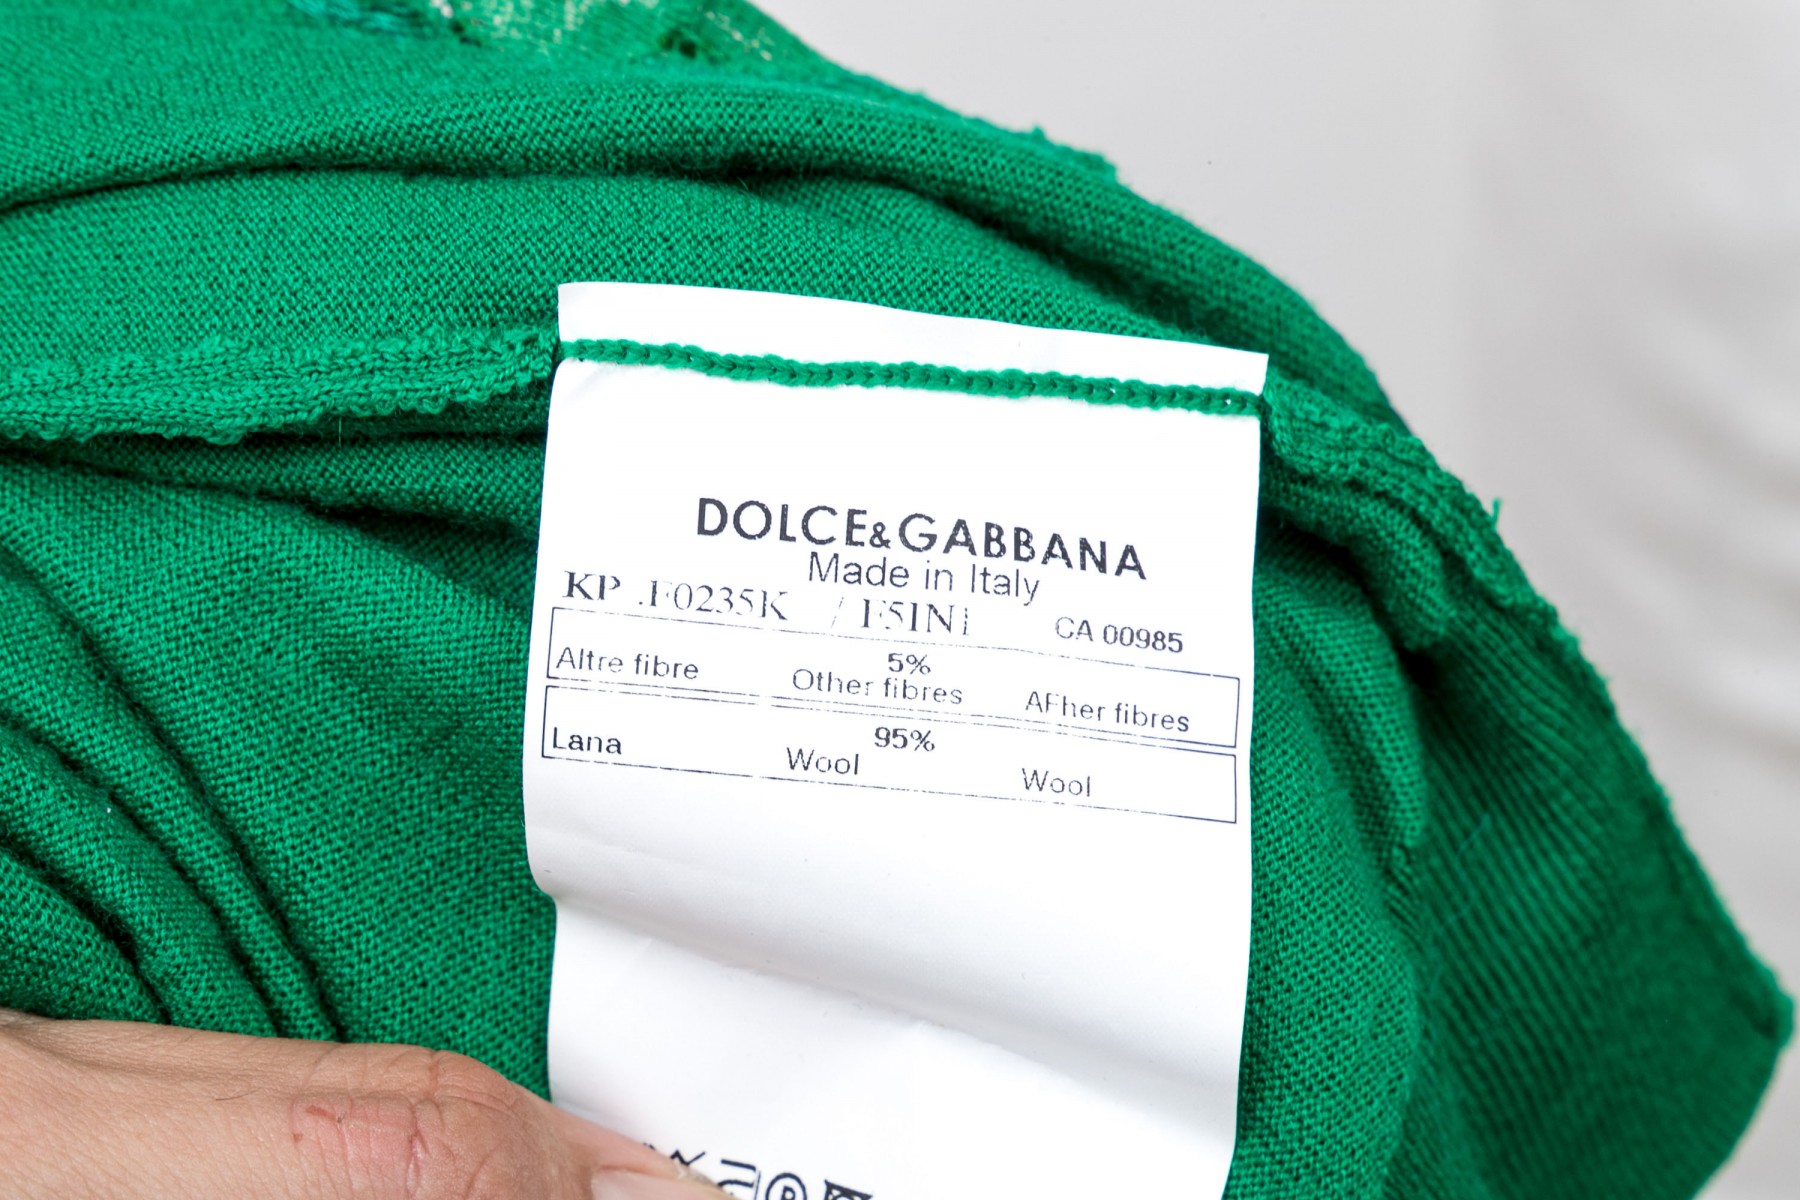 DOLCE&GABBANA
Made in Italy
KP .F0235K / F5IN1 CA 00985
5%
Altre fibre Other fibres AFher fibres
95%
Lana Wool Wool
P